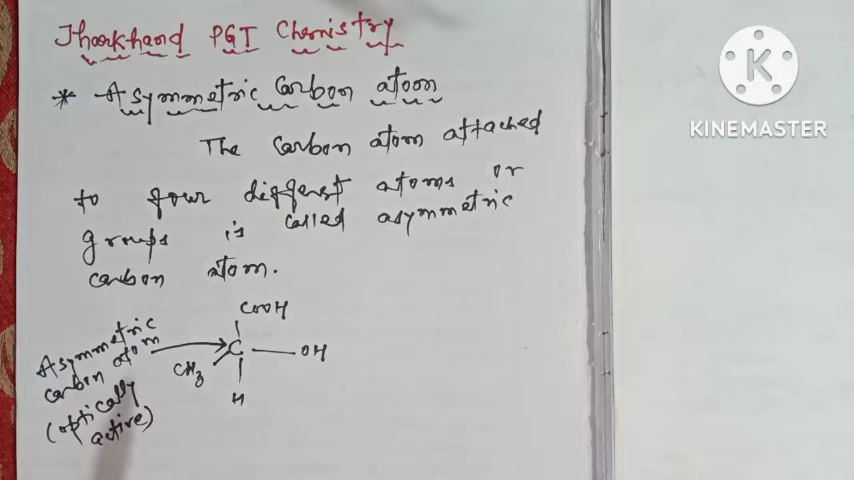 Jharkhand PGT Chemistry
* Asymmetric carbon atom
The carbon atom attached
to four different atoms or
groups is called asymmetric
carbon atom.
COOH
Asymmetric
carbon atom
C
OH
CH3
H
(optically
active)
K
KINEMASTER